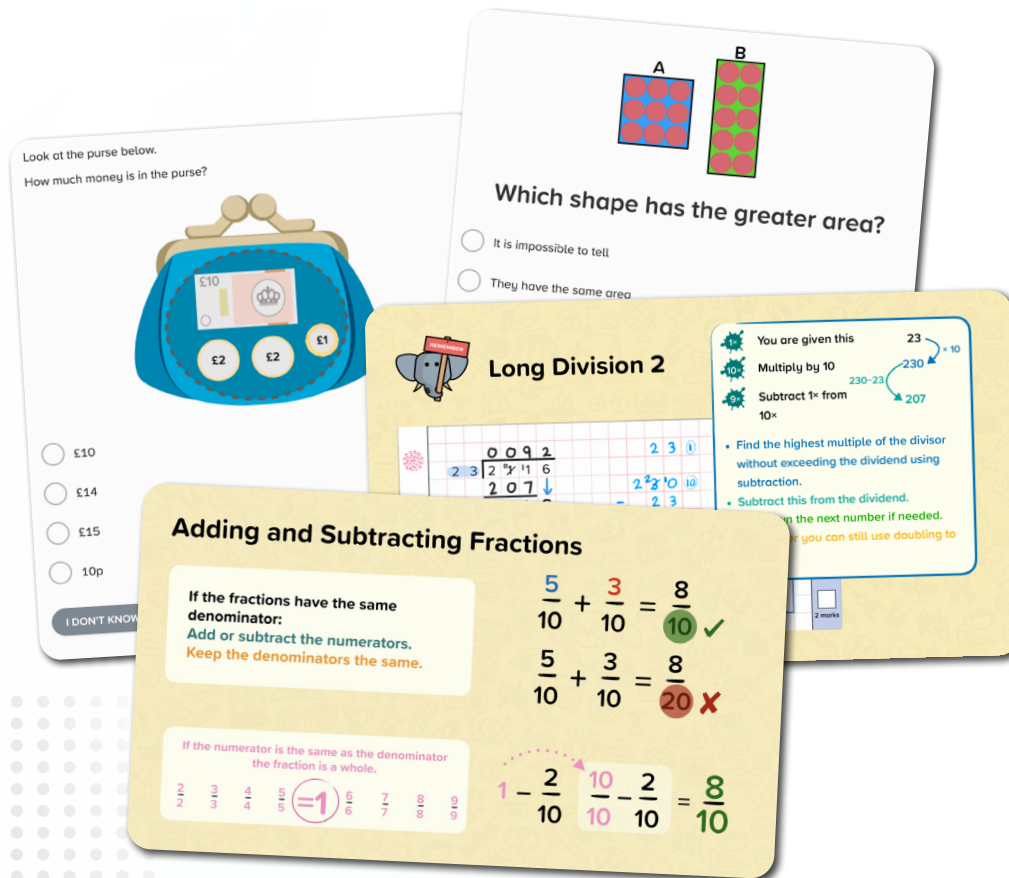 Look at the purse below.
How much money is in the purse?
£10
£2
£2
£1
£10
£14
£15
10p
I DON'T KNOW
A
B
Which shape has the greater area?
It is impossible to tell
They have the same area
REMEMBER
Long Division 2
0 0 9 2
2 3
2 0 7
2 3 1
10
2 3
1× You are given this 23
× 10
10× Multiply by 10 230
230-23
9× Subtract 1× from 207
10×
• Find the highest multiple of the divisor
without exceeding the dividend using
subtraction.
• Subtract this from the dividend.
the next number if needed.
you can still use doubling to
2 marks
Adding and Subtracting Fractions
If the fractions have the same
denominator:
Add or subtract the numerators.
Keep the denominators the same.
5/10 + 3/10 = 8/10 ✓
5/10 + 3/10 = 8/20 ✗
If the numerator is the same as the denominator
the fraction is a whole.
2/2 3/3 4/4 5/5 =1 6/6 7/7 8/8 9/9
1 - 2/10 10/10 - 2/10 = 8/10